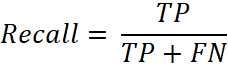 Recall = TP / TP + FN